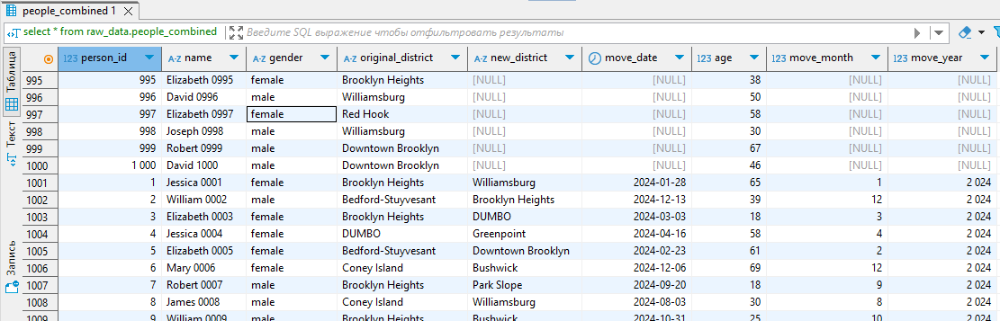 people_combined 1
select * from raw_data.people_combined Введите SQL выражение чтобы отфильтровать результаты
Таблица
Текст
Запись
123 person_id A-Z name A-Z gender A-Z original_district A-Z new_district move_date 123 age 123 move_month 123 move_year
995 995 Elizabeth 0995 female Brooklyn Heights [NULL] [NULL] 38 [NULL] [NULL]
996 996 David 0996 male Williamsburg [NULL] [NULL] 50 [NULL] [NULL]
997 997 Elizabeth 0997 female Red Hook [NULL] [NULL] 58 [NULL] [NULL]
998 998 Joseph 0998 male Williamsburg [NULL] [NULL] 30 [NULL] [NULL]
999 999 Robert 0999 male Downtown Brooklyn [NULL] [NULL] 67 [NULL] [NULL]
1000 1 000 David 1000 male Downtown Brooklyn [NULL] [NULL] 46 [NULL] [NULL]
1001 1 Jessica 0001 female Brooklyn Heights Williamsburg 2024-01-28 65 1 2 024
1002 2 William 0002 male Bedford-Stuyvesant Brooklyn Heights 2024-12-13 39 12 2 024
1003 3 Elizabeth 0003 female Brooklyn Heights DUMBO 2024-03-03 18 3 2 024
1004 4 Jessica 0004 female DUMBO Greenpoint 2024-04-16 58 4 2 024
1005 5 Elizabeth 0005 female Bedford-Stuyvesant Downtown Brooklyn 2024-02-23 61 2 2 024
1006 6 Mary 0006 female Coney Island Bushwick 2024-12-06 69 12 2 024
1007 7 Robert 0007 male Brooklyn Heights Park Slope 2024-09-20 18 9 2 024
1008 8 James 0008 male Coney Island Williamsburg 2024-08-03 30 8 2 024
1009 9 William 0009 male Brooklyn Heights Bushwick 2024-10-31 25 10 2 024